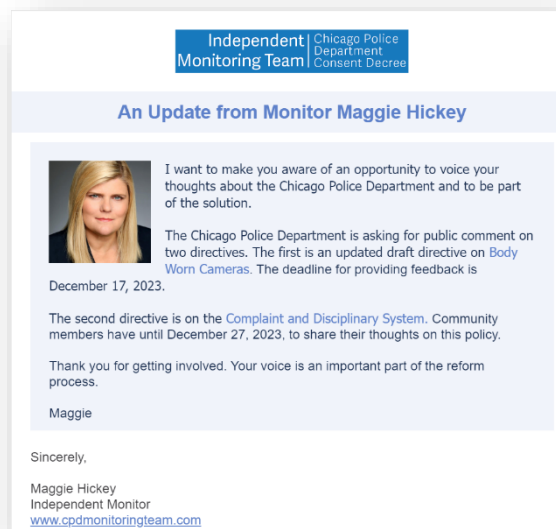 Independent
Monitoring Team
Chicago Police
Department
Consent Decree
An Update from Monitor Maggie Hickey
I want to make you aware of an opportunity to voice your
thoughts about the Chicago Police Department and to be part
of the solution.
The Chicago Police Department is asking for public comment on
two directives. The first is an updated draft directive on Body
Worn Cameras. The deadline for providing feedback is
December 17, 2023.
The second directive is on the Complaint and Disciplinary System. Community
members have until December 27, 2023, to share their thoughts on this policy.
Thank you for getting involved. Your voice is an important part of the reform
process.
Maggie
Sincerely,
Maggie Hickey
Independent Monitor
www.cpdmonitoringteam.com